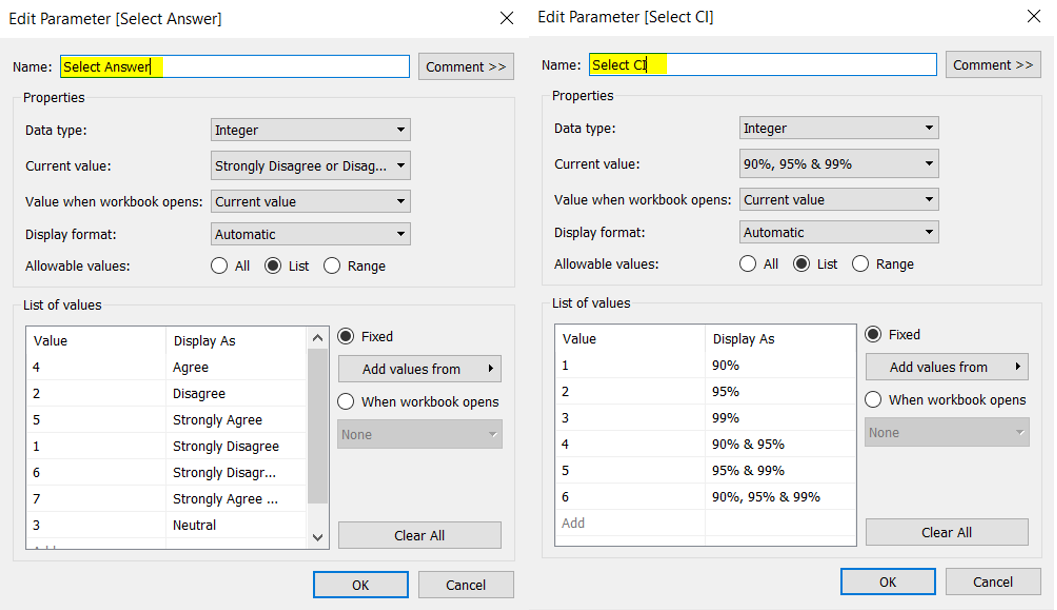 Edit Parameter [Select Answer]
Name: Select Answer Comment >>
Properties
Data type: Integer
Current value: Strongly Disagree or Disag...
Value when workbook opens: Current value
Display format: Automatic
Allowable values: All List Range
List of values
Value Display As
4 Agree
2 Disagree
5 Strongly Agree
1 Strongly Disagree
6 Strongly Disagr...
7 Strongly Agree ...
3 Neutral
Fixed
Add values from
When workbook opens
None
Clear All
OK Cancel
Edit Parameter [Select CI]
Name: Select CI Comment >>
Properties
Data type: Integer
Current value: 90%, 95% & 99%
Value when workbook opens: Current value
Display format: Automatic
Allowable values: All List Range
List of values
Value Display As
1 90%
2 95%
3 99%
4 90% & 95%
5 95% & 99%
6 90%, 95% & 99%
Add
Fixed
Add values from
When workbook opens
None
Clear All
OK Cancel